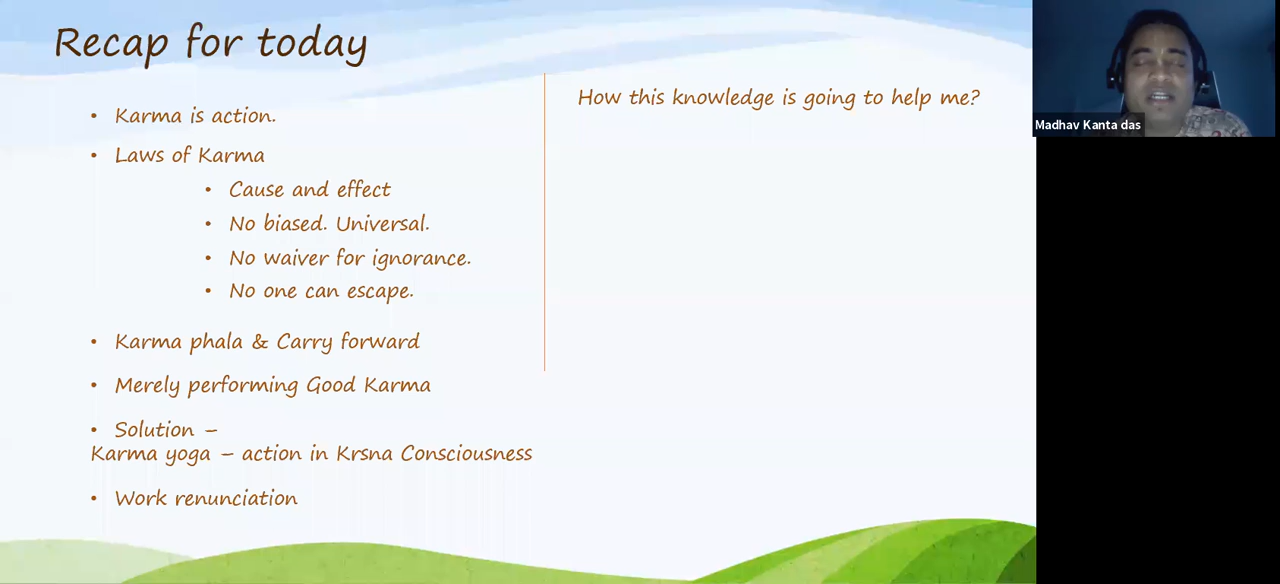 Recap for today
• Karma is action.
• Laws of Karma
• Cause and effect
• No biased. Universal.
• No waiver for ignorance.
• No one can escape.
• Karma phala & Carry forward
• Merely performing Good Karma
• Solution –
Karma yoga – action in Krsna Consciousness
• Work renunciation
How this knowledge is going to help me?
Madhav Kanta das